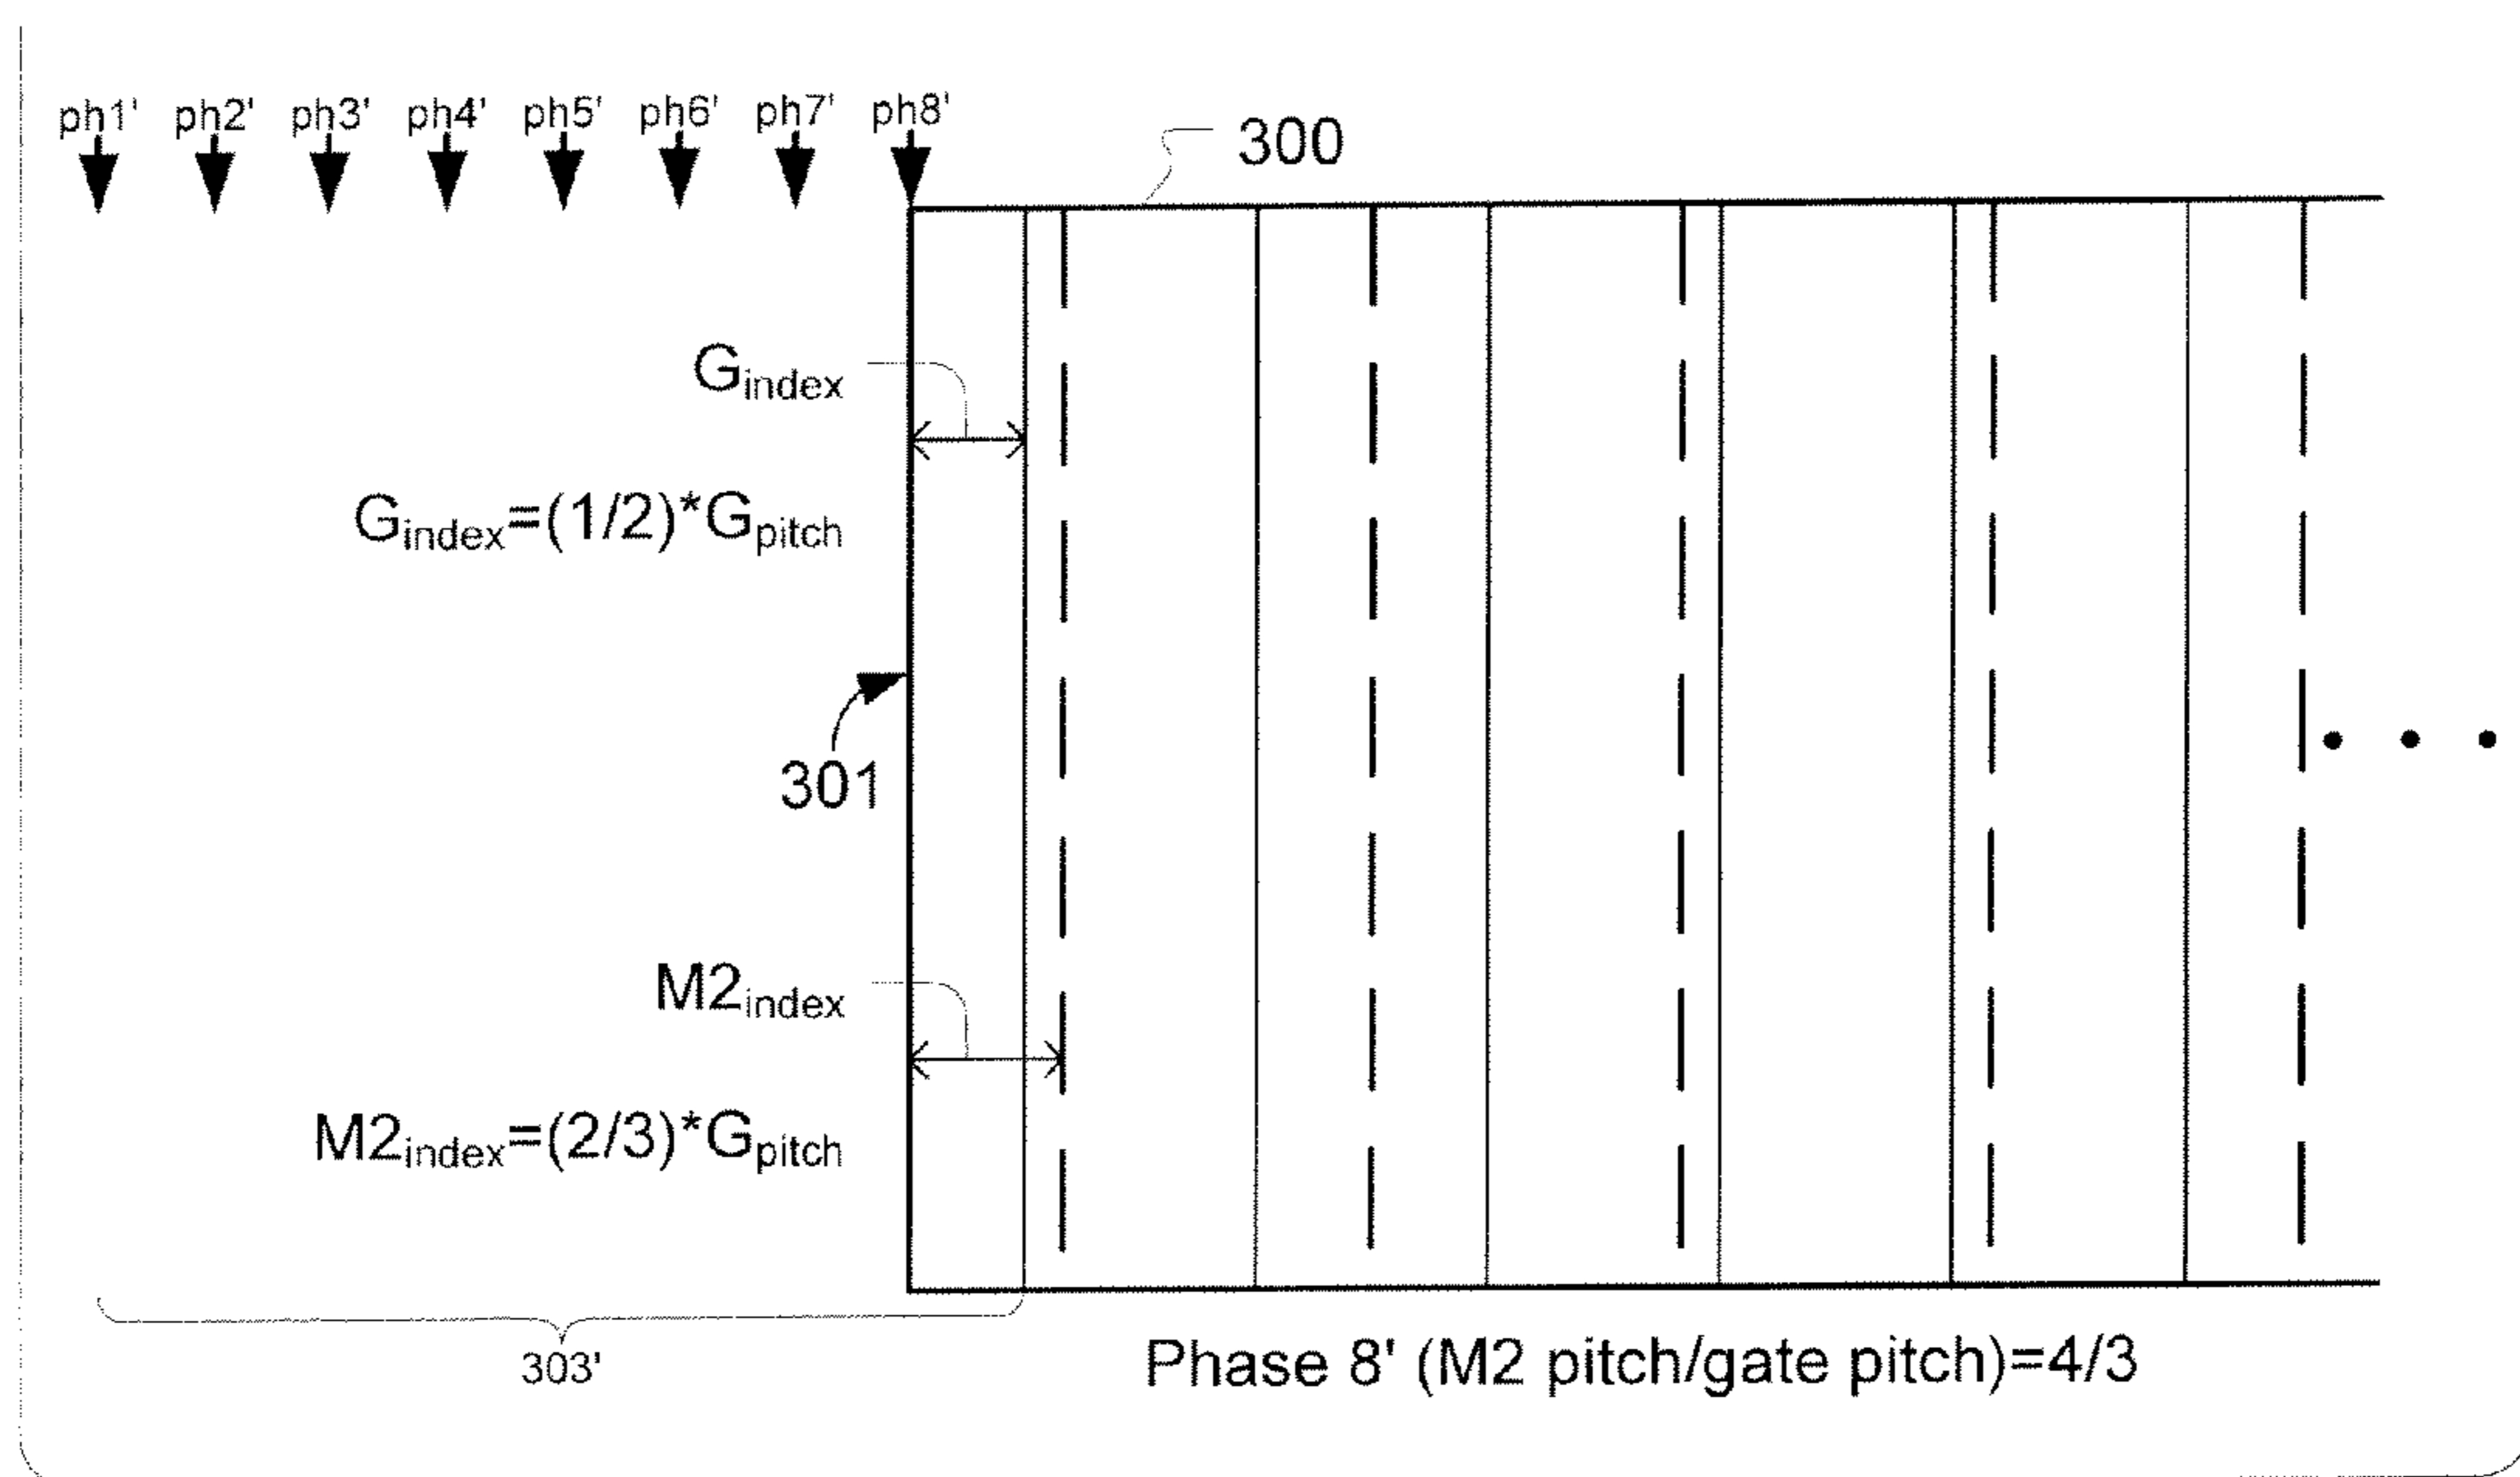 ph1' ph2' ph3' ph4' ph5' ph6' ph7' ph8'
300
Gindex
Gindex=(1/2)*Gpitch
301
M2index
M2index=(2/3)*Gpitch
303'
Phase 8' (M2 pitch/gate pitch)=4/3